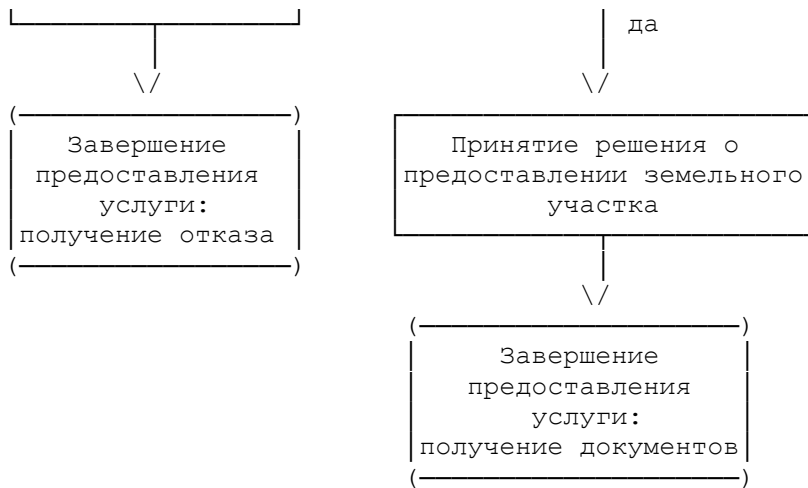 да
Завершение
предоставления
услуги:
получение отказа
Принятие решения о
предоставлении земельного
участка
Завершение
предоставления
услуги:
получение документов